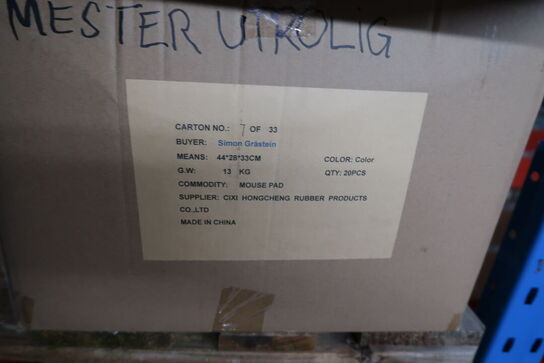 MESTER UTROLIG
CARTON NO.: 7 OF 33
BUYER: Simon Gråstein
MEANS: 44*28*33CM COLOR: Color
G.W: 13 KG QTY: 20PCS
COMMODITY: MOUSE PAD
SUPPLIER: CIXI HONGCHENG RUBBER PRODUCTS
CO.,LTD
MADE IN CHINA